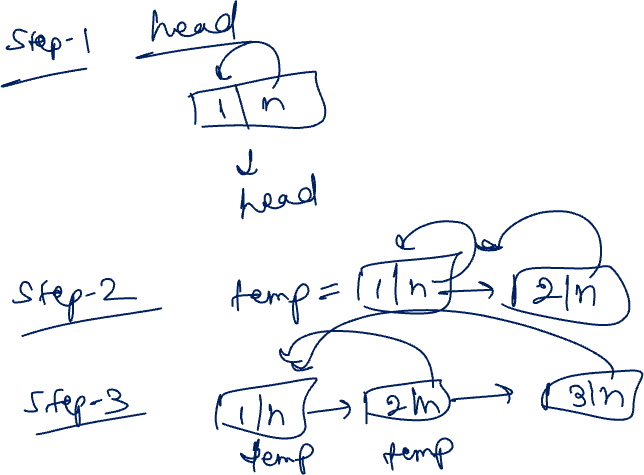 Step-1 head
1 n
head
Step-2 temp = 1 n 2 n
Step-3 1 n 2 n 3 n
temp temp